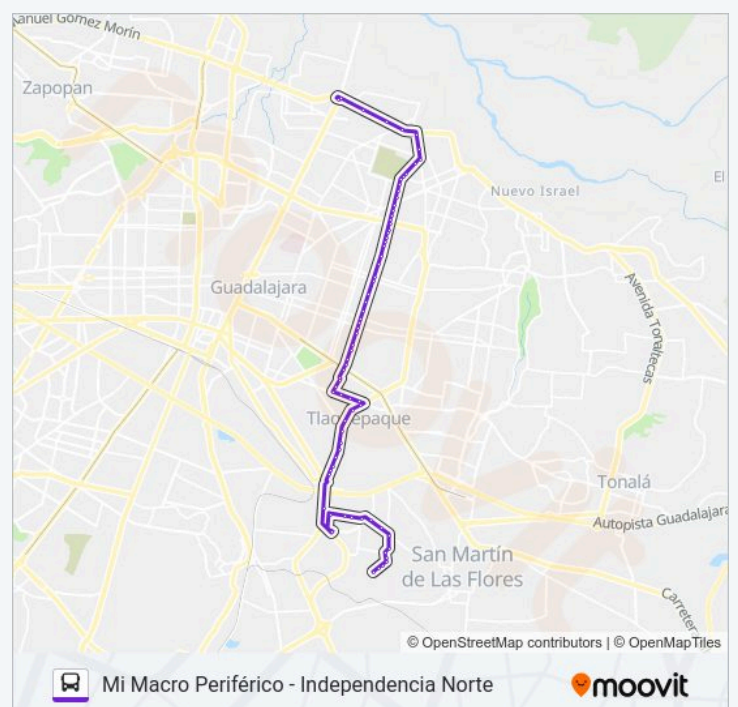 anuel Gómez Morín
Zapopan
Nuevo Israel
El
Guadalajara
Avenida Tonaltecas
Tlaquepaque
Tonalá
Autopista Guadalajara
San Martín
de Las Flores
Carreter
© OpenStreetMap contributors | © OpenMapTiles
Mi Macro Periférico - Independencia Norte
moovit